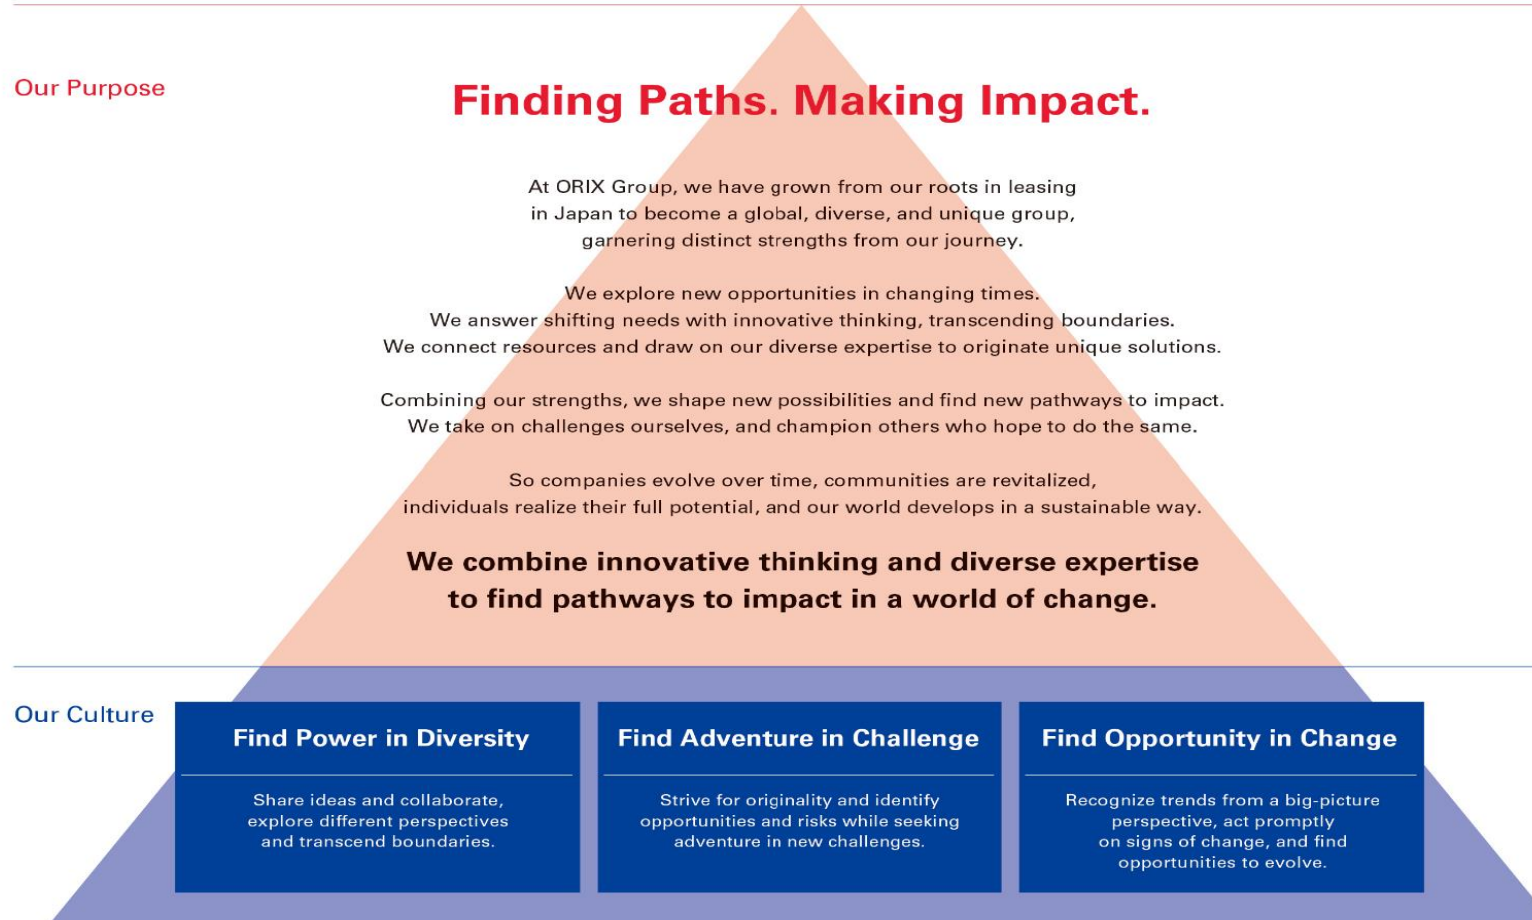 Our Purpose
Finding Paths. Making Impact.
At ORIX Group, we have grown from our roots in leasing
in Japan to become a global, diverse, and unique group,
garnering distinct strengths from our journey.
We explore new opportunities in changing times.
We answer shifting needs with innovative thinking, transcending boundaries.
We connect resources and draw on our diverse expertise to originate unique solutions.
Combining our strengths, we shape new possibilities and find new pathways to impact.
We take on challenges ourselves, and champion others who hope to do the same.
So companies evolve over time, communities are revitalized,
individuals realize their full potential, and our world develops in a sustainable way.
We combine innovative thinking and diverse expertise
to find pathways to impact in a world of change.
Our Culture
Find Power in Diversity
Share ideas and collaborate,
explore different perspectives
and transcend boundaries.
Find Adventure in Challenge
Strive for originality and identify
opportunities and risks while seeking
adventure in new challenges.
Find Opportunity in Change
Recognize trends from a big-picture
perspective, act promptly
on signs of change, and find
opportunities to evolve.